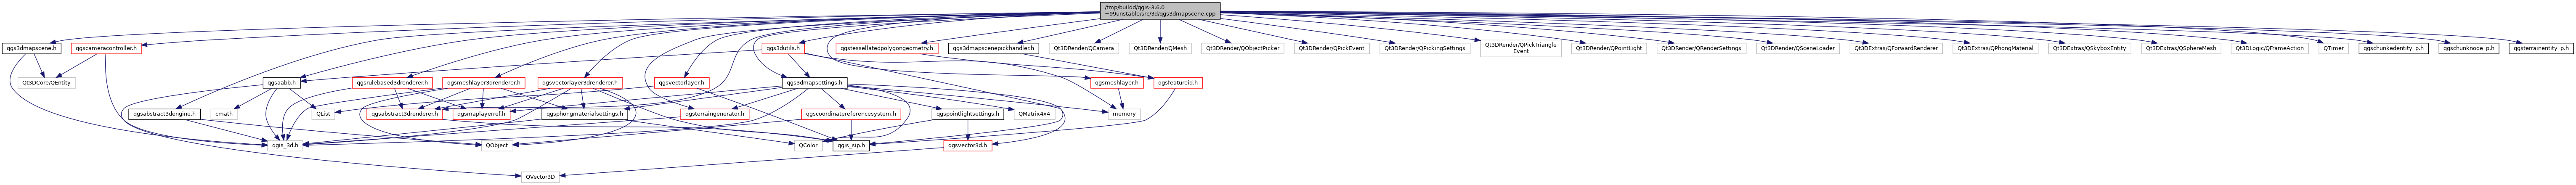 /tmp/buildd/qgis-3.6.0
+99unstable/src/3d/qgs3dmapscene.cpp
qgs3dmapscene.h
qgscameracontroller.h
qgs3dutils.h
qgstessellatedpolygongeometry.h
qgs3dmapscenepickhandler.h
Qt3DRender/QCamera
Qt3DRender/QMesh
Qt3DRender/QObjectPicker
Qt3DRender/QPickEvent
Qt3DRender/QPickingSettings
Qt3DRender/QPickTriangle
Event
Qt3DRender/QPointLight
Qt3DRender/QRenderSettings
Qt3DRender/QSceneLoader
Qt3DExtras/QForwardRenderer
Qt3DExtras/QPhongMaterial
Qt3DExtras/QSkyboxEntity
Qt3DExtras/QSphereMesh
Qt3DLogic/QFrameAction
QTimer
qgschunkedentity_p.h
qgschunknode_p.h
qgsterrainentity_p.h
Qt3DCore/QEntity
qgsaabb.h
qgsrulebased3drenderer.h
qgsmeshlayer3drenderer.h
qgsvectorlayer3drenderer.h
qgsvectorlayer.h
qgs3dmapsettings.h
qgsmeshlayer.h
qgsfeatureid.h
qgsabstract3dengine.h
cmath
QList
qgsabstract3drenderer.h
qgsmaplayerref.h
qgsphongmaterialsettings.h
qgsterraingenerator.h
qgscoordinatereferencesystem.h
qgspointlightsettings.h
QMatrix4x4
memory
qgis_3d.h
QObject
QColor
qgis_sip.h
qgsvector3d.h
QVector3D